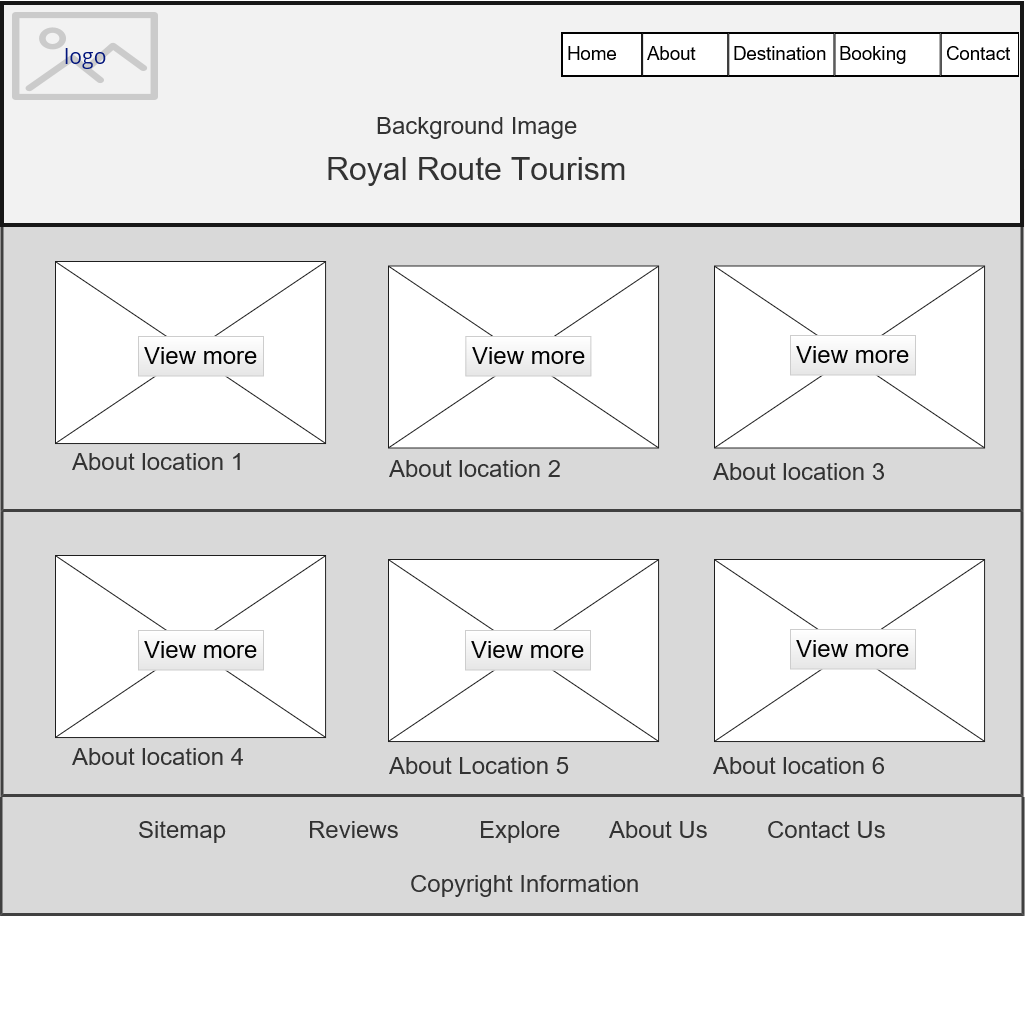 logo
Home About Destination Booking Contact
Background Image
Royal Route Tourism
View more View more View more
About location 1 About location 2 About location 3
View more View more View more
About location 4 About Location 5 About location 6
Sitemap Reviews Explore About Us Contact Us
Copyright Information